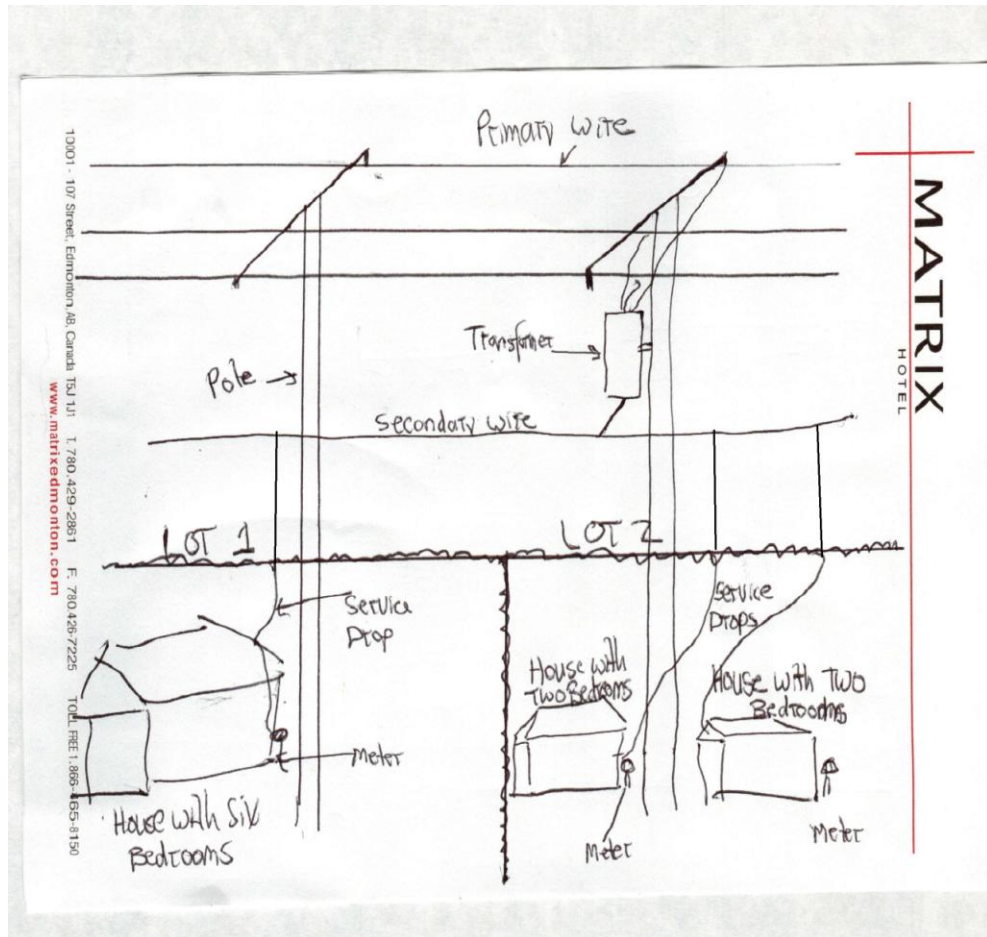 Primary wire
Transformer
Pole
Secondary wire
LOT 1
LOT 2
Service
Drop
Service
Drops
House with
Two Bedrooms
House with Two
Bedrooms
Meter
House with Six
Bedrooms
Meter
Meter
MATRIX
HOTEL
10001 - 107 Street, Edmonton, AB, Canada T5J 1J1 T. 780.429-2861 F. 780.426-7225 TOLL FREE 1.866-465-8150
www.matrixedmonton.com